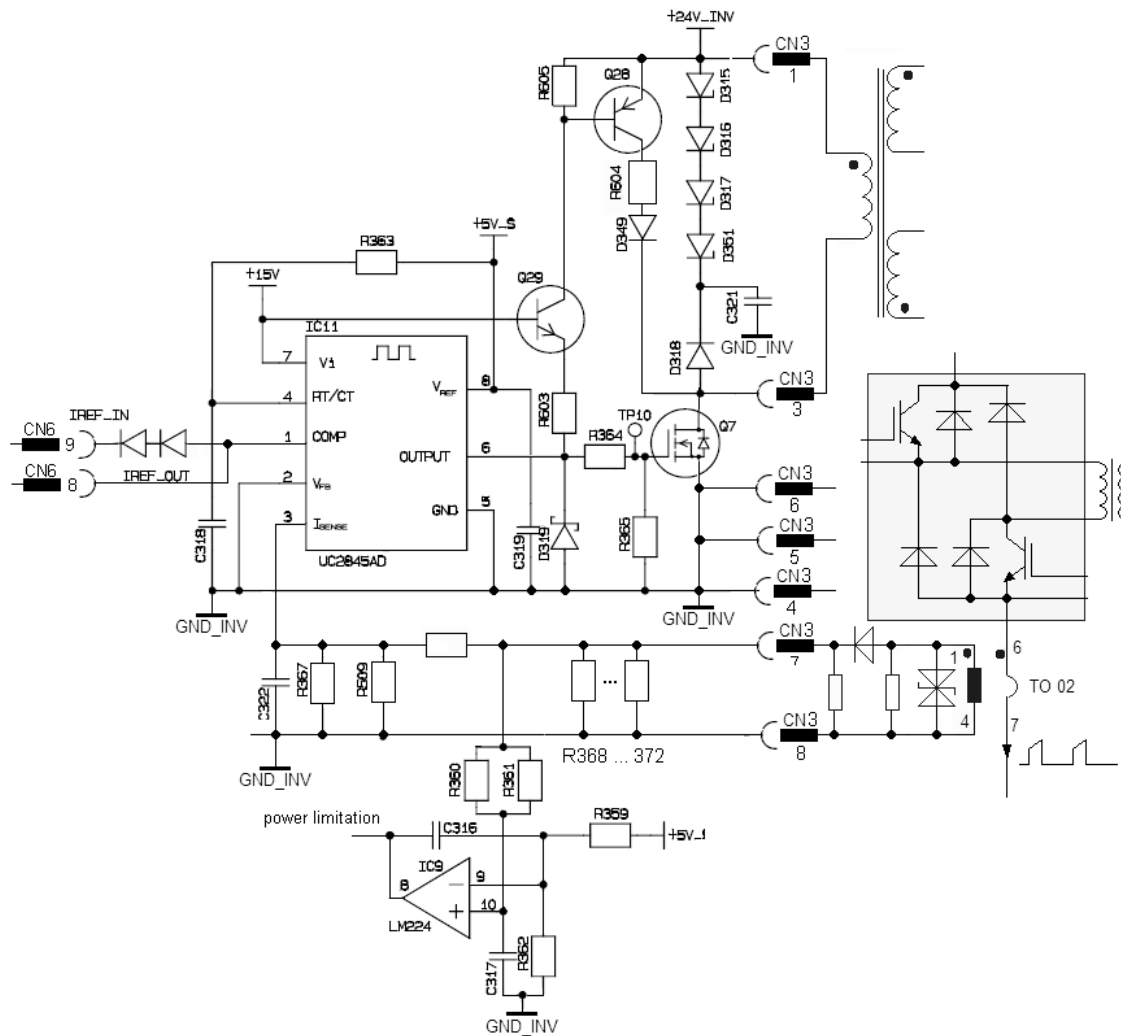 +24V_INV
CN3
1
R605
Q28
D315
D316
D317
D351
R604
D349
+5V_S
R363
+15V
Q29
C321
GND_INV
IC11
D318
7
Vi
VREF
8
4
RT/CT
R603
CN3
3
CN6
9
IREF_IN
1
COMP
TP10
Q7
R364
OUTPUT
6
CN6
8
IREF_OUT
2
VFB
CN3
6
GND
5
3
ISENSE
C318
UC2845AD
C319
D319
R365
CN3
5
CN3
4
GND_INV
GND_INV
CN3
7
6
1
TO 02
C322
R367
R509
4
7
CN3
8
GND_INV
R368 ... 372
R360
R361
power limitation
C316
R359
+5V_I
IC9
8
9
10
LM224
C317
R362
GND_INV